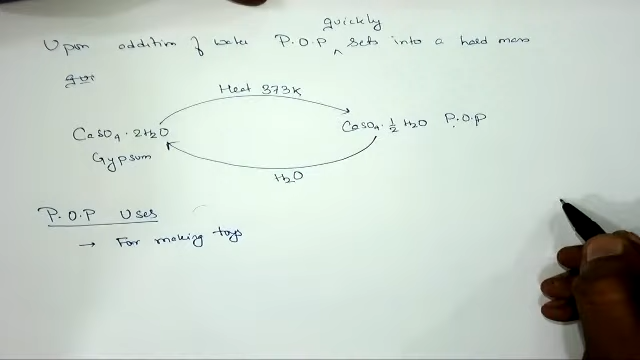 quickly
Upon addition of water P.O.P ^ sets into a hard mass
Heat 373K
CaSO4 . 2H2O
CaSO4 . 1/2 H2O P.O.P
Gypsum
H2O
P.O.P Uses
→ For making toys